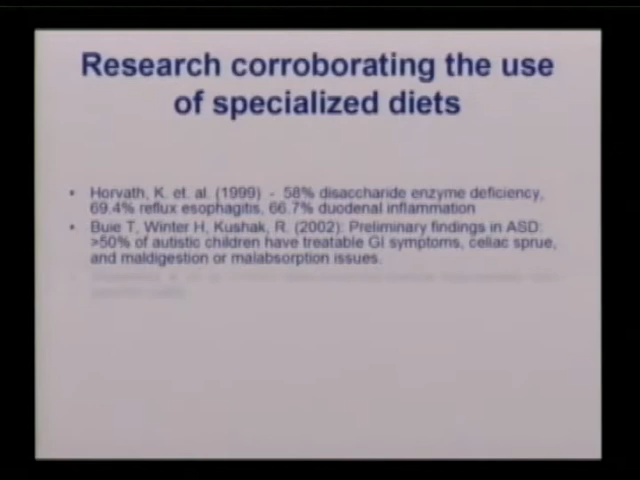 Research corroborating the use
of specialized diets
• Horvath, K. et. al. (1999) - 58% disaccharide enzyme deficiency,
69.4% reflux esophagitis, 66.7% duodenal inflammation
• Buie T, Winter H, Kushak, R. (2002): Preliminary findings in ASD:
>50% of autistic children have treatable GI symptoms, celiac sprue,
and maldigestion or malabsorption issues.